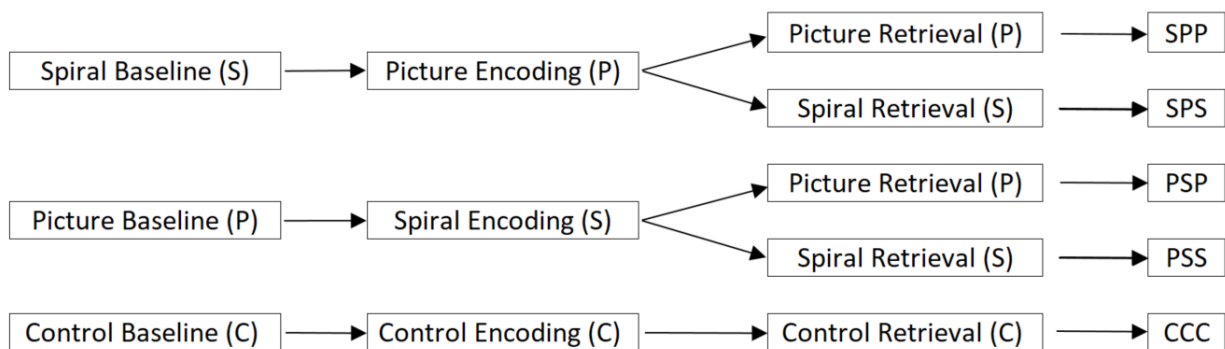 Picture Retrieval (P) SPP
Spiral Baseline (S) Picture Encoding (P)
Spiral Retrieval (S) SPS
Picture Retrieval (P) PSP
Picture Baseline (P) Spiral Encoding (S)
Spiral Retrieval (S) PSS
Control Baseline (C) Control Encoding (C) Control Retrieval (C) CCC